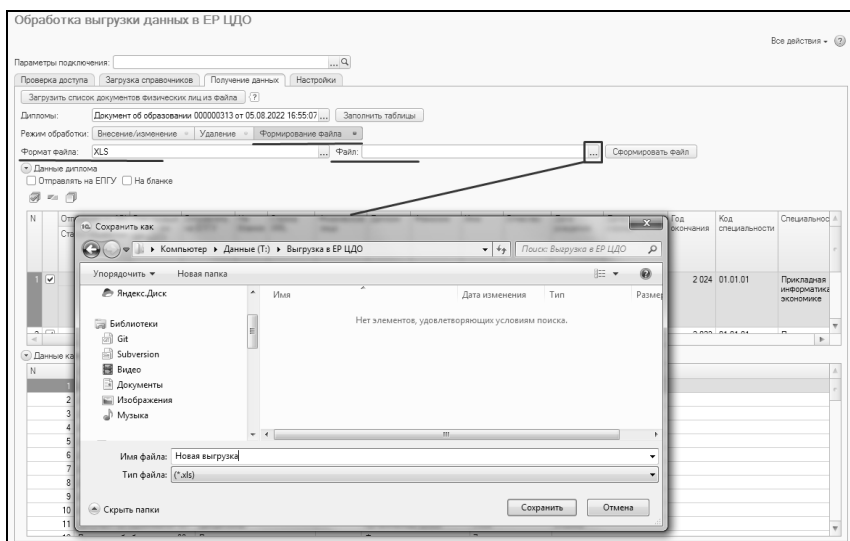 Обработка выгрузки данных в ЕР ЦДО
Все действия
Параметры подключения:
Проверка доступа Загрузка справочников Получение данных Настройки
Загрузить список документов физических лиц из файла ?
Дипломы: Документ об образовании 000000313 от 05.08.2022 16:55:07 ... Заполнить таблицы
Режим обработки: Внесение/изменение Удаление Формирование файла
Формат файла: XLS ... Файл: ... Сформировать файл
Данные диплома
Отправлять на ЕПГУ На бланке
N Год окончания Код специальности
1 2 024 01.01.01 Прикладная информатика экономике
Сохранить как
Компьютер Данные (T:) Выгрузка в ЕР ЦДО Поиск: Выгрузка в ЕР ЦДО
Упорядочить Новая папка
Яндекс.Диск Имя Дата изменения Тип
Нет элементов, удовлетворяющих условиям поиска.
Библиотеки
Git
Subversion
Видео
Документы
Изображения
Музыка
Данные
N
1
2
3
4
5
6
7
8
9
10
11
Имя файла: Новая выгрузка
Тип файла: (*.xls)
Скрыть папки Сохранить Отмена